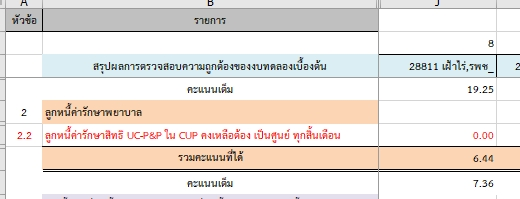 A B J
หัวข้อ รายการ
8
สรุปผลการตรวจสอบความถูกต้องของงบทดลองเบื้องต้น 28811 เฝ้าไร่,รพช_ 2
คะแนนเต็ม 19.25
2 ลูกหนี้ค่ารักษาพยาบาล
2.2 ลูกหนี้ค่ารักษาสิทธิ UC-P&P ใน CUP คงเหลือต้อง เป็นศูนย์ ทุกสิ้นเดือน 0.00
รวมคะแนนที่ได้ 6.44
คะแนนเต็ม 7.36